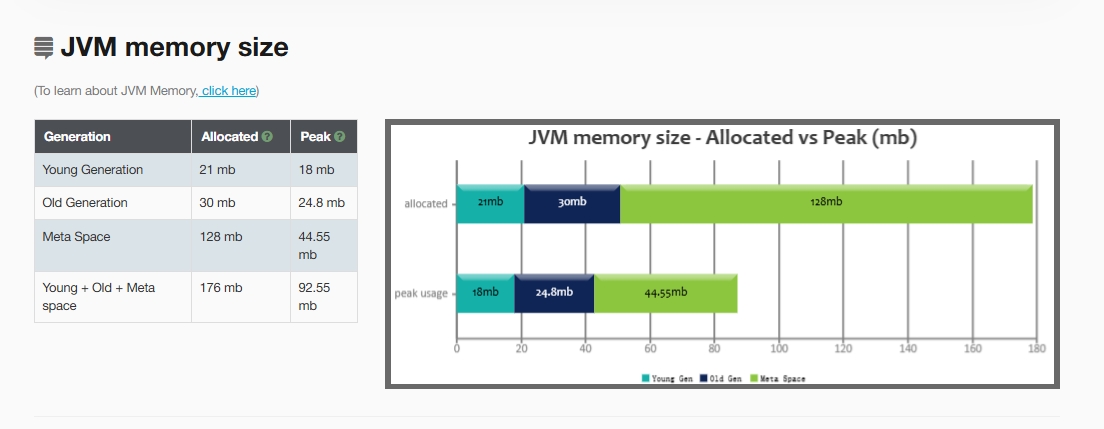 JVM memory size
(To learn about JVM Memory, click here)
Generation Allocated ? Peak ?
Young Generation 21 mb 18 mb
Old Generation 30 mb 24.8 mb
Meta Space 128 mb 44.55
mb
Young + Old + Meta 176 mb 92.55
space mb
JVM memory size - Allocated vs Peak (mb)
allocated 21mb 30mb 128mb
peak usage 18mb 24.8mb 44.55mb
0 20 40 60 80 100 120 140 160 180
Young Gen Old Gen Meta Space